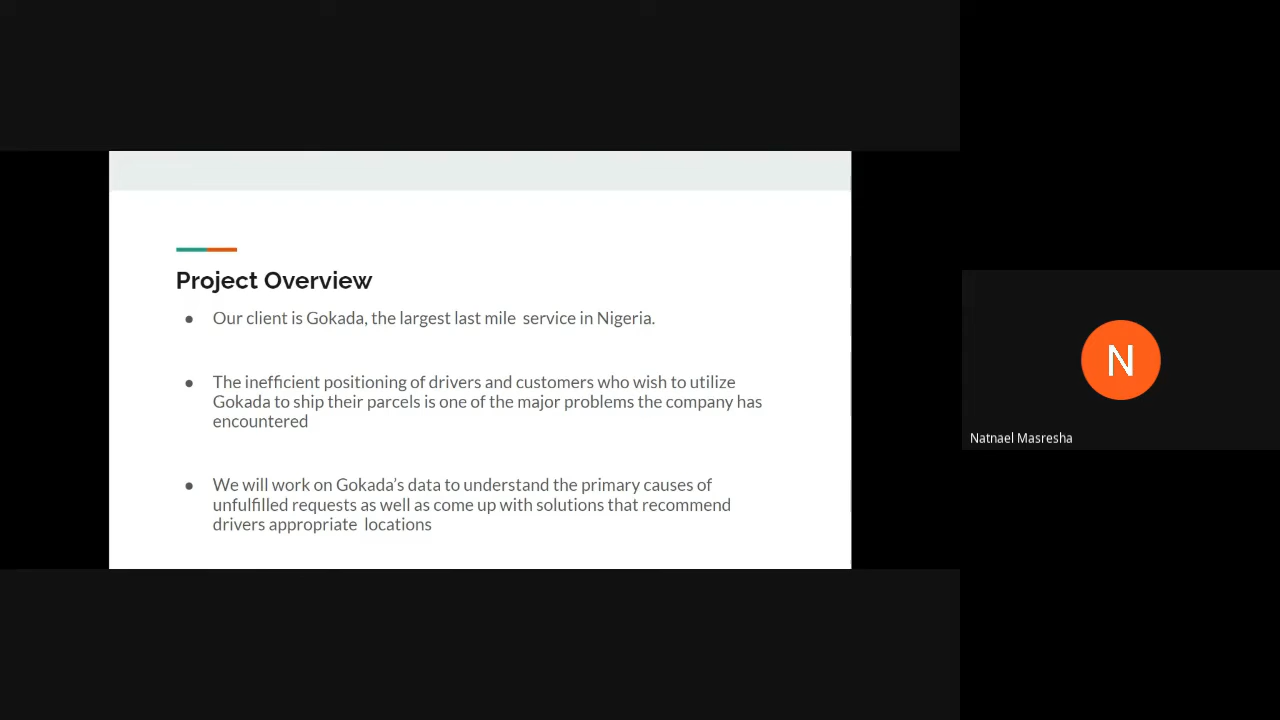 Project Overview
● Our client is Gokada, the largest last mile  service in Nigeria.
● The inefficient positioning of drivers and customers who wish to utilize
Gokada to ship their parcels is one of the major problems the company has
encountered
● We will work on Gokada’s data to understand the primary causes of
unfulfilled requests as well as come up with solutions that recommend
drivers appropriate  locations
N
Natnael Masresha